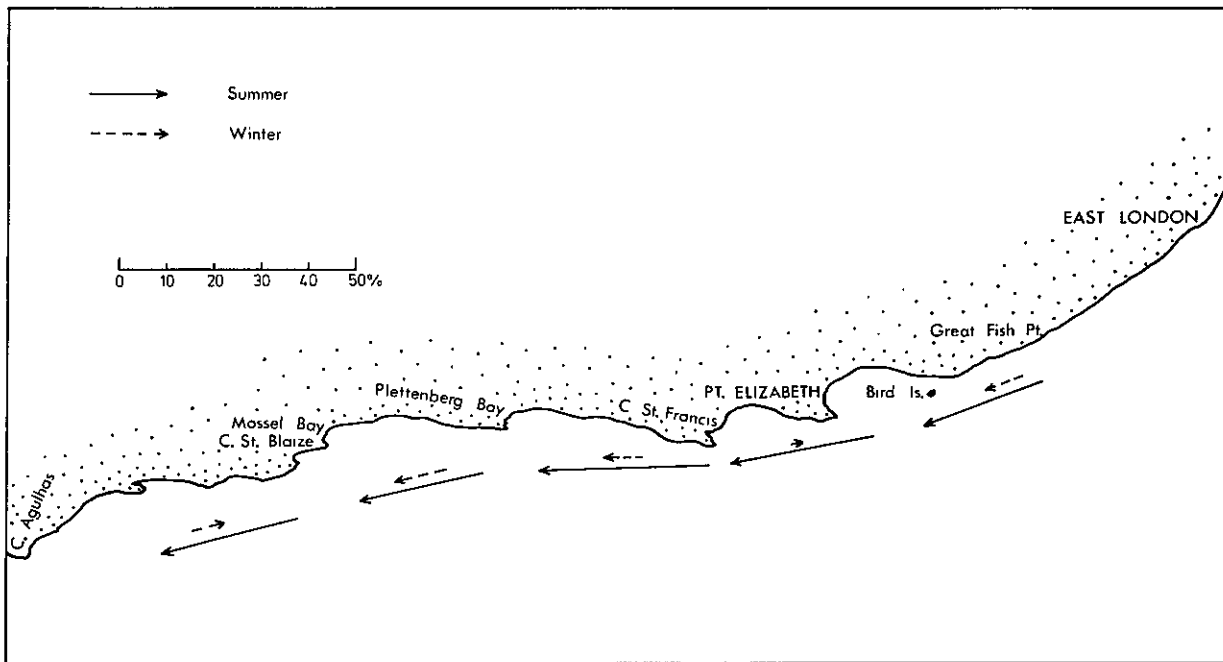 Summer
Winter
0 10 20 30 40 50%
EAST LONDON
Great Fish Pt.
Bird Is.
PT. ELIZABETH
C St. Francis
Plettenberg Bay
Mossel Bay
C. St. Blaize
C. Agulhas